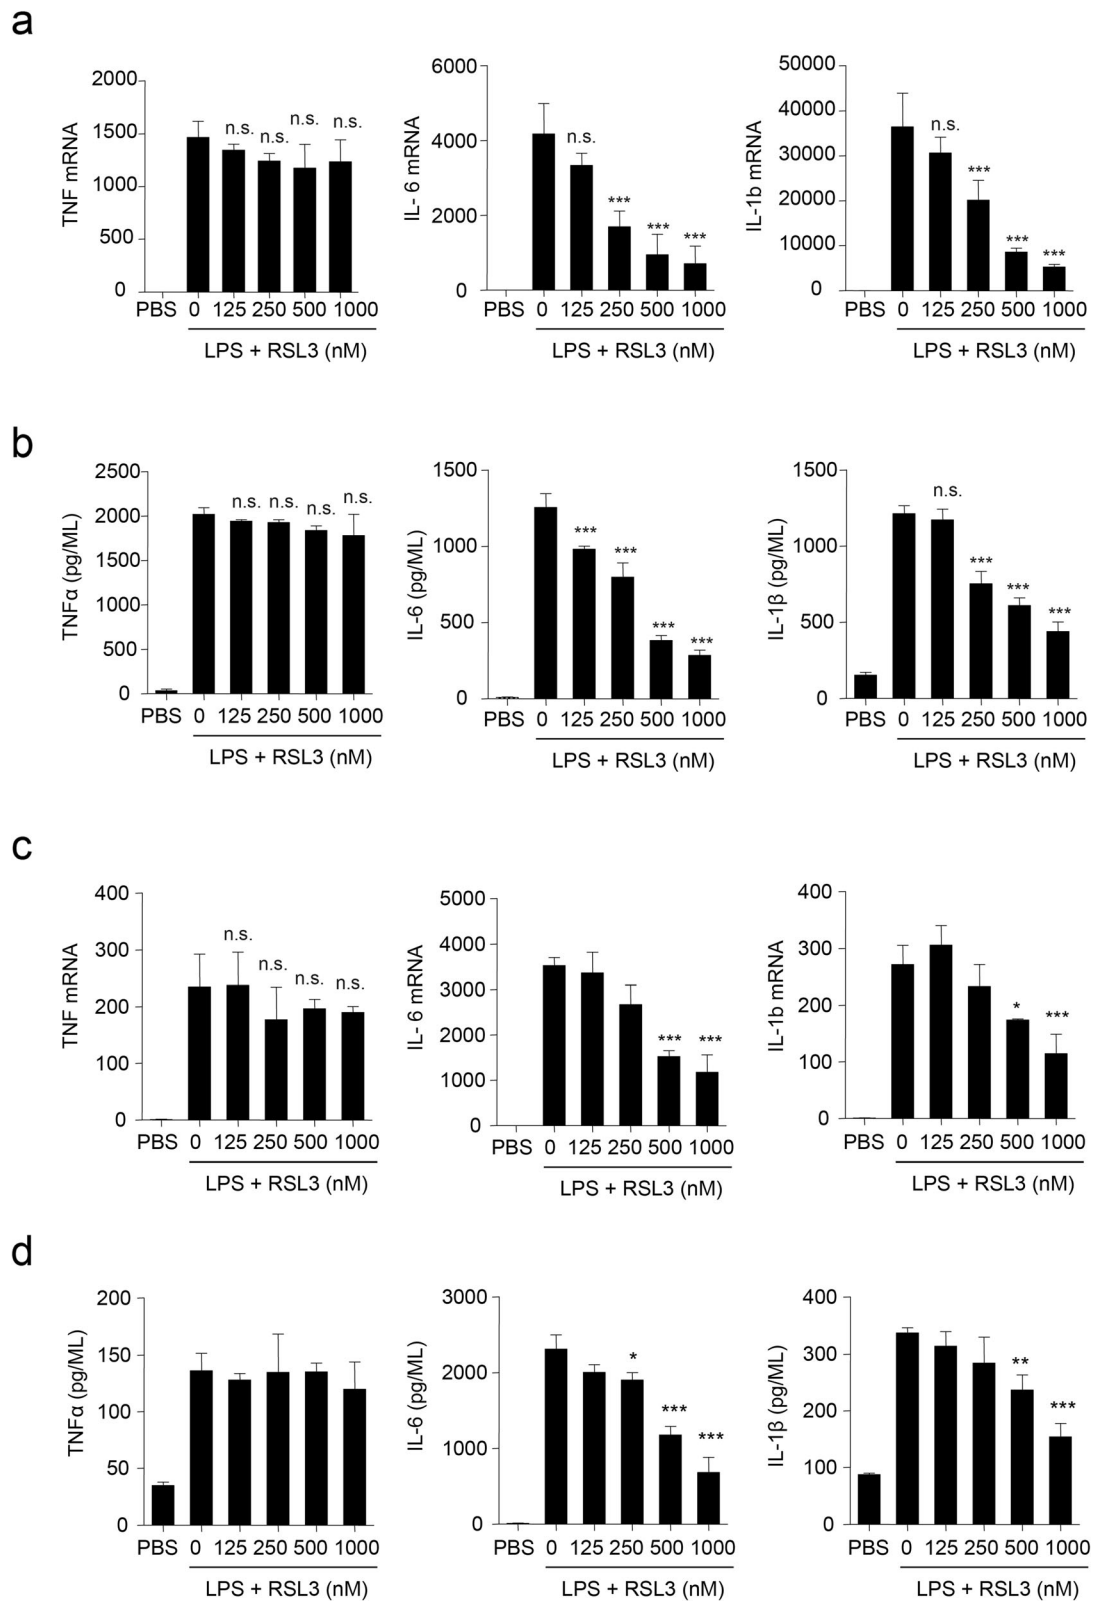 a
TNF mRNA
2000
1500
1000
500
0
n.s. n.s. n.s. n.s.
PBS 0 125 250 500 1000
LPS + RSL3 (nM)
IL- 6 mRNA
6000
4000
2000
0
n.s. *** *** ***
PBS 0 125 250 500 1000
LPS + RSL3 (nM)
IL-1b mRNA
50000
40000
30000
20000
10000
0
n.s. *** *** ***
PBS 0 125 250 500 1000
LPS + RSL3 (nM)
b
TNFα (pg/ML)
2500
2000
1500
1000
500
0
n.s. n.s. n.s. n.s.
PBS 0 125 250 500 1000
LPS + RSL3 (nM)
IL-6 (pg/ML)
1500
1000
500
0
*** *** *** ***
PBS 0 125 250 500 1000
LPS + RSL3 (nM)
IL-1β (pg/ML)
1500
1000
500
0
n.s. *** *** ***
PBS 0 125 250 500 1000
LPS + RSL3 (nM)
c
TNF mRNA
400
300
200
100
0
n.s. n.s. n.s. n.s.
PBS 0 125 250 500 1000
LPS + RSL3 (nM)
IL- 6 mRNA
5000
4000
3000
2000
1000
0
*** ***
PBS 0 125 250 500 1000
LPS + RSL3 (nM)
IL-1b mRNA
400
300
200
100
0
* ***
PBS 0 125 250 500 1000
LPS + RSL3 (nM)
d
TNFα (pg/ML)
200
150
100
50
0
PBS 0 125 250 500 1000
LPS + RSL3 (nM)
IL-6 (pg/ML)
3000
2000
1000
0
* *** ***
PBS 0 125 250 500 1000
LPS + RSL3 (nM)
IL-1β (pg/ML)
400
300
200
100
0
** ***
PBS 0 125 250 500 1000
LPS + RSL3 (nM)